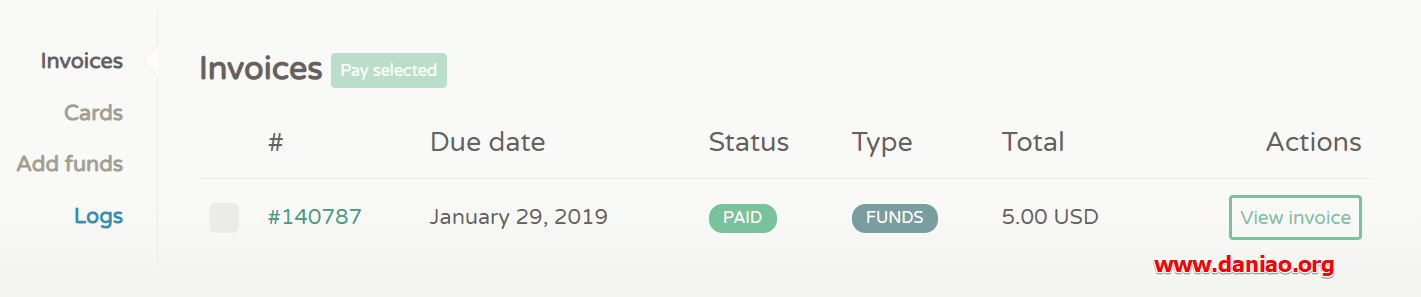 Invoices
Cards
Add funds
Logs
Invoices Pay selected
# Due date Status Type Total Actions
#140787 January 29, 2019 PAID FUNDS 5.00 USD View invoice
www.daniao.org